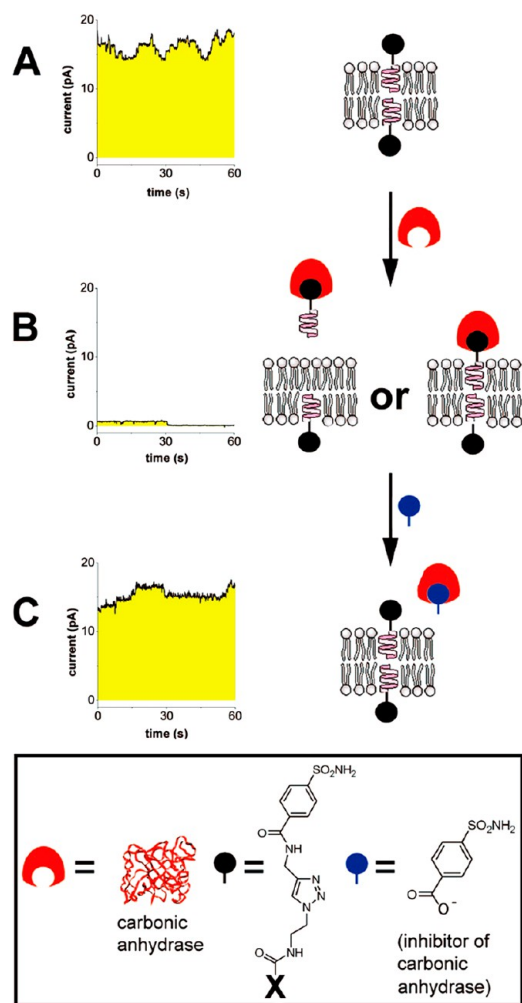 A
current (pA)
20
10
0
0
30
60
time (s)
B
current (pA)
20
10
0
0
30
60
time (s)
or
C
current (pA)
20
10
0
0
30
60
time (s)
=
carbonic
anhydrase
=
SO2NH2
O
N
H
N
N
N
O
NH
X
=
SO2NH2
O
O-
(inhibitor of
carbonic
anhydrase)